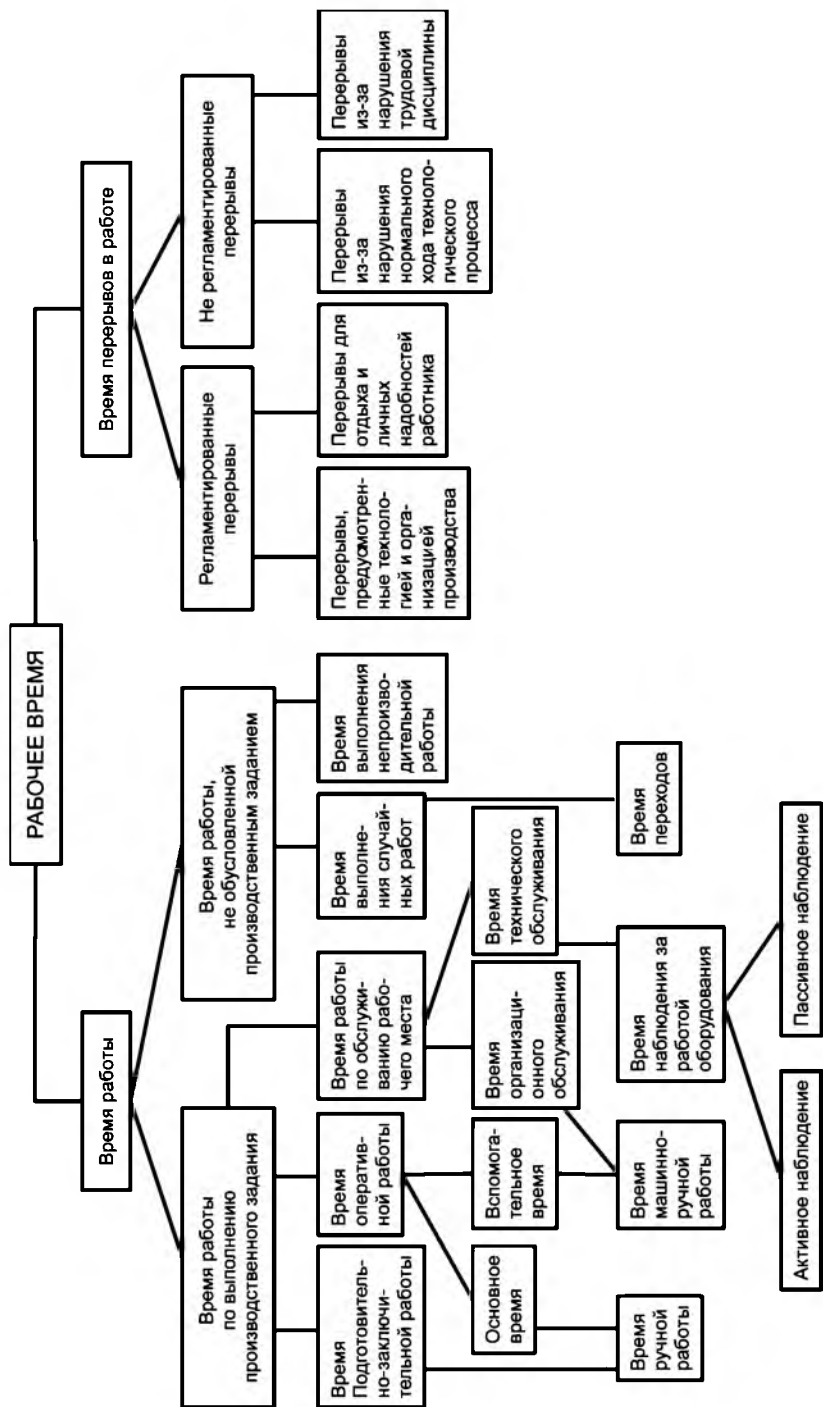 РАБОЧЕЕ ВРЕМЯ
Время работы
Время перерывов в работе
Время работы
по выполнению
производственного задания
Время работы,
не обусловленной
производственным заданием
Регламентированные
перерывы
Не регламентированные
перерывы
Время
Подготовитель-
но-заключи-
тельной работы
Время
оператив-
ной работы
Время работы
по обслужи-
ванию рабо-
чего места
Время
выполне-
ния случай-
ных работ
Время
выполнения
непроизво-
дительной
работы
Перерывы,
предусмотрен-
ные техноло-
гией и орга-
низацией
производства
Перерывы для
отдыха и
личных
надобностей
работника
Перерывы
из-за
нарушения
нормального
хода техноло-
гического
процесса
Перерывы
из-за
нарушения
трудовой
дисциплины
Основное
время
Вспомога-
тельное
время
Время
организаци-
онного
обслуживания
Время
технического
обслуживания
Время
ручной
работы
Время
машинно-
ручной
работы
Время
наблюдения за
работой
оборудования
Время
переходов
Активное наблюдение
Пассивное наблюдение